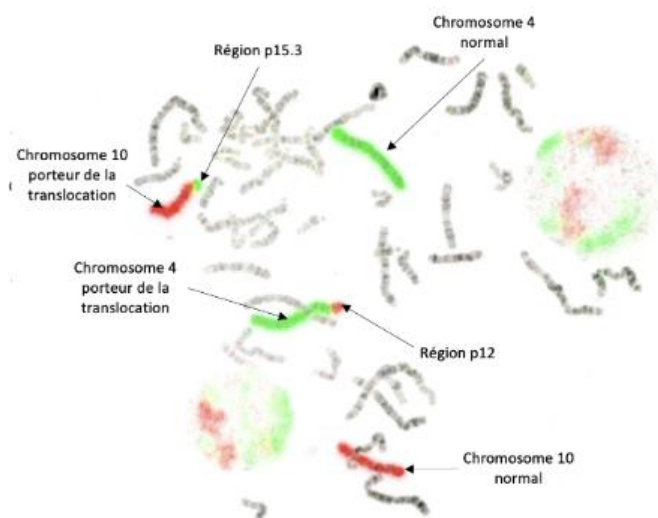 Chromosome 4
normal
Région p15.3
Chromosome 10
porteur de la
translocation
Chromosome 4
porteur de la
translocation
Région p12
Chromosome 10
normal